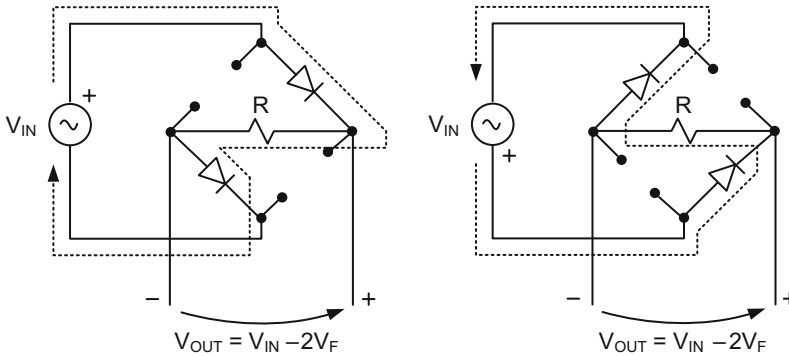 +
V_IN
R
−
+
V_OUT = V_IN −2V_F
V_IN
+
R
−
+
V_OUT = V_IN −2V_F